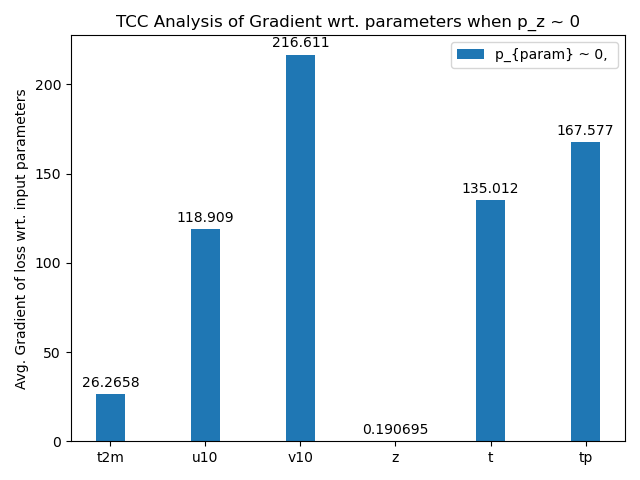 TCC Analysis of Gradient wrt. parameters when p_z ~ 0
p_{param} ~ 0,
Avg. Gradient of loss wrt. input parameters
200
150
100
50
0
26.2658
118.909
216.611
0.190695
135.012
167.577
t2m
u10
v10
z
t
tp